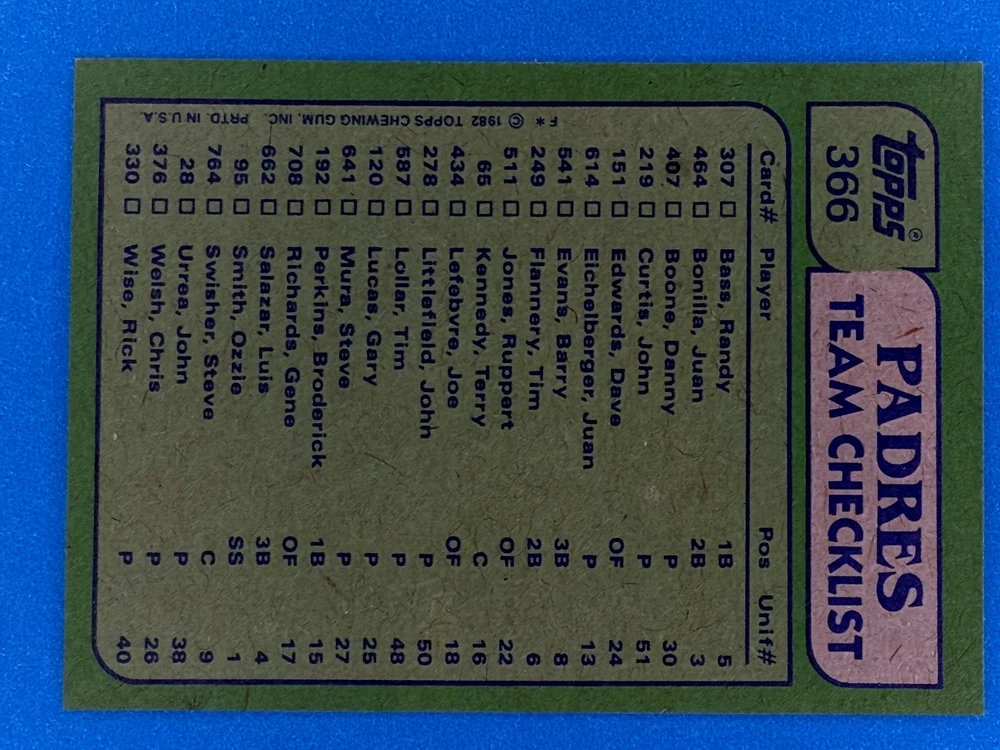 Topps®
366
PADRES
TEAM CHECKLIST
Card# Player Pos Unif#
307 □ Bass, Randy 1B 5
464 □ Bonilla, Juan 2B 3
407 □ Boone, Danny P 30
219 □ Curtis, John P 51
151 □ Edwards, Dave OF 24
614 □ Eichelberger, Juan P 13
541 □ Evans, Barry 3B 8
249 □ Flannery, Tim 2B 6
511 □ Jones, Ruppert OF 22
65 □ Kennedy, Terry C 16
434 □ Lefebvre, Joe OF 18
278 □ Littlefield, John P 50
587 □ Lollar, Tim P 48
120 □ Lucas, Gary P 25
641 □ Mura, Steve P 27
192 □ Perkins, Broderick 1B 15
708 □ Richards, Gene OF 17
662 □ Salazar, Luis 3B 4
95 □ Smith, Ozzie SS 1
764 □ Swisher, Steve C 9
28 □ Urrea, John P 38
376 □ Welsh, Chris P 26
330 □ Wise, Rick P 40
F * © 1982 TOPPS CHEWING GUM, INC. PRTD. IN U.S.A.